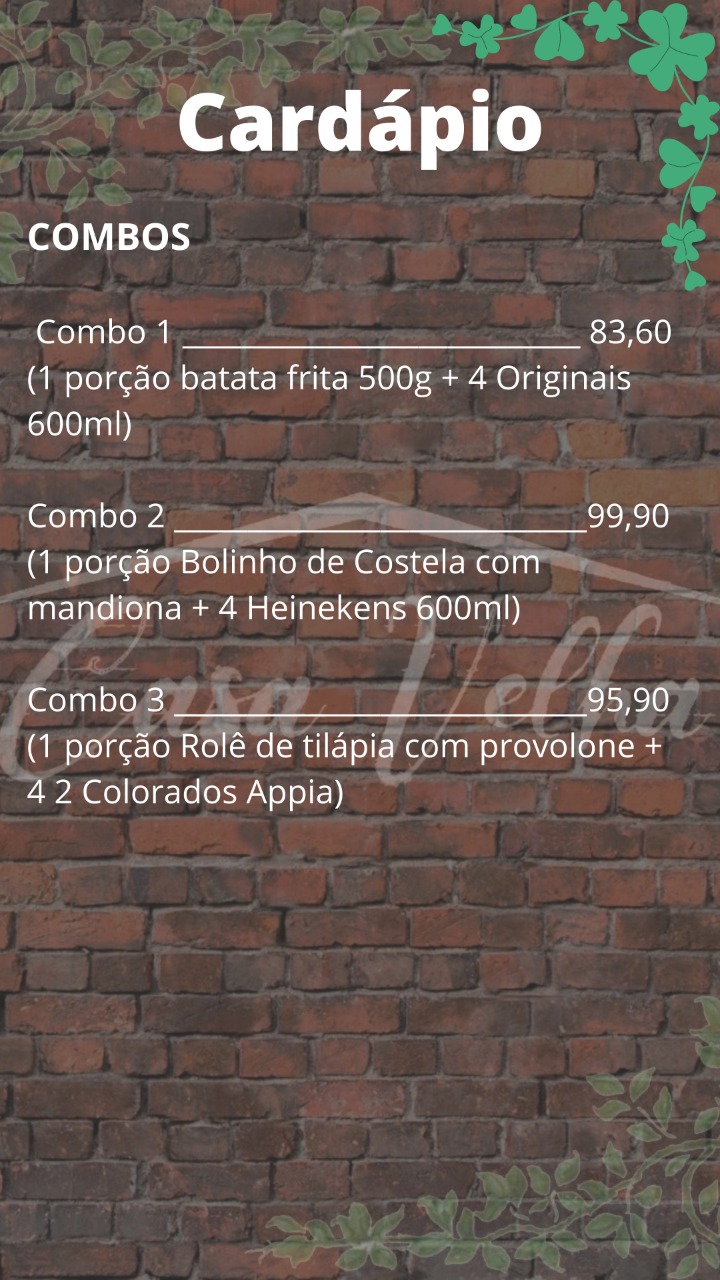 Cardápio
COMBOS
Combo 1 ________________________ 83,60
(1 porção batata frita 500g + 4 Originais
600ml)
Combo 2 _________________________99,90
(1 porção Bolinho de Costela com
mandiona + 4 Heinekens 600ml)
Casa Velha
Combo 3 _________________________95,90
(1 porção Rolê de tilápia com provolone +
4 2 Colorados Appia)